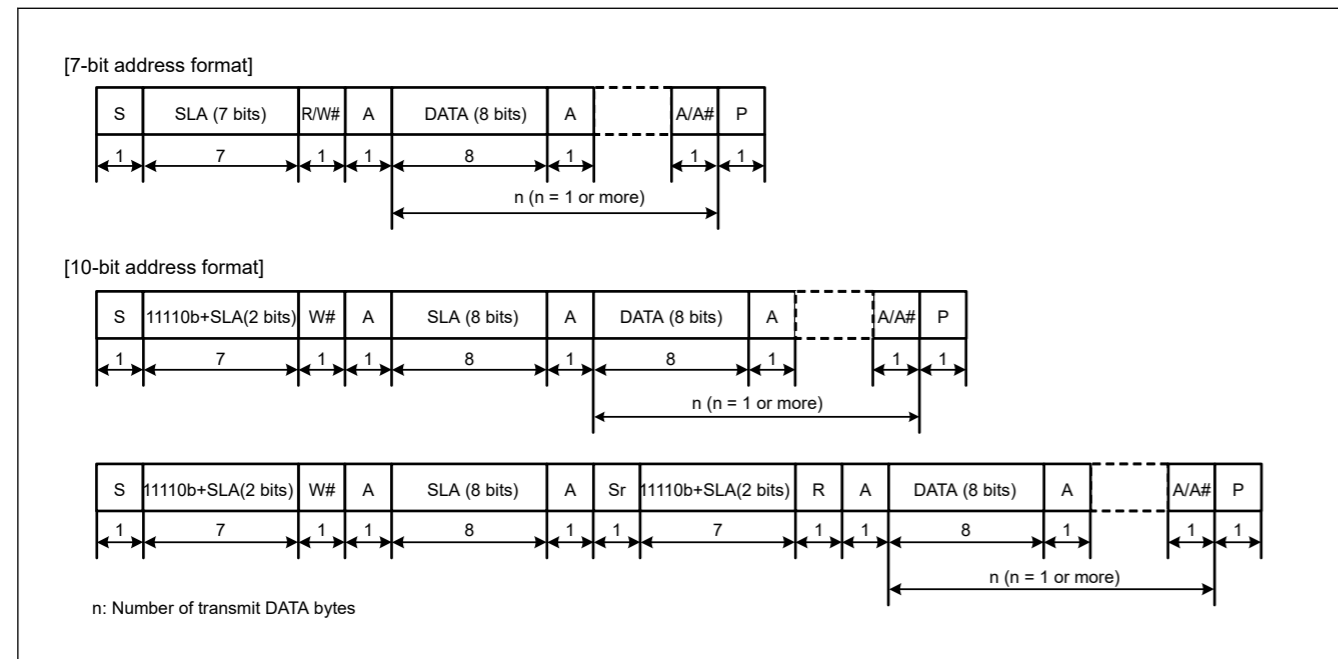 [7-bit address format]
S SLA (7 bits) R/W# A DATA (8 bits) A A/A# P
1 7 1 1 8 1 1 1
n (n = 1 or more)
[10-bit address format]
S 11110b+SLA(2 bits) W# A SLA (8 bits) A DATA (8 bits) A A/A# P
1 7 1 1 8 1 8 1 1 1
n (n = 1 or more)
S 11110b+SLA(2 bits) W# A SLA (8 bits) A Sr 11110b+SLA(2 bits) R A DATA (8 bits) A A/A# P
1 7 1 1 8 1 1 7 1 1 8 1 1 1
n (n = 1 or more)
n: Number of transmit DATA bytes